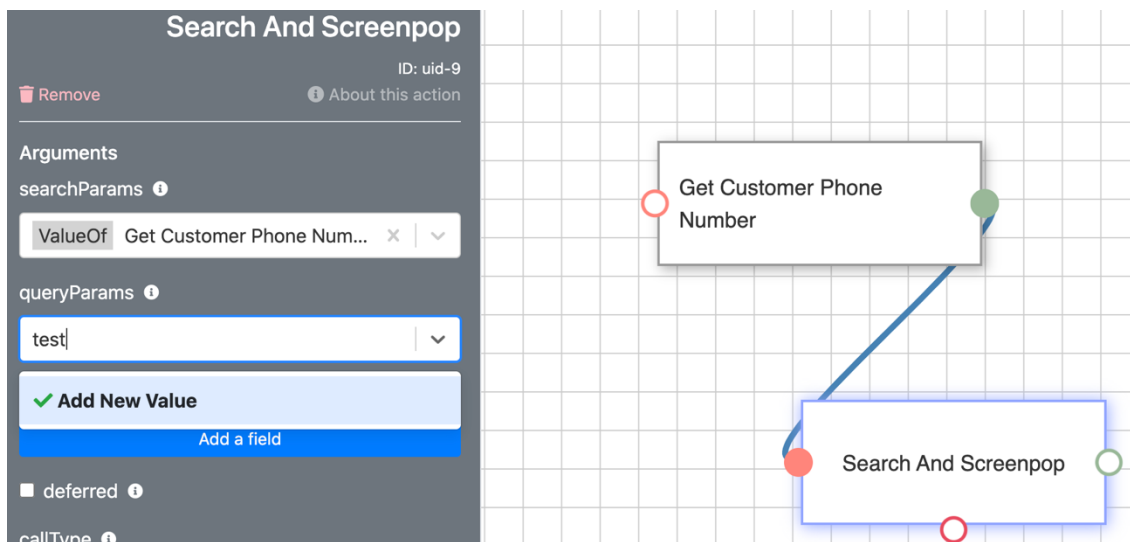 Search And Screenpop
ID: uid-9
Remove
About this action
Arguments
searchParams
ValueOf Get Customer Phone Num...
queryParams
test
Add New Value
Add a field
deferred
callType
Get Customer Phone
Number
Search And Screenpop